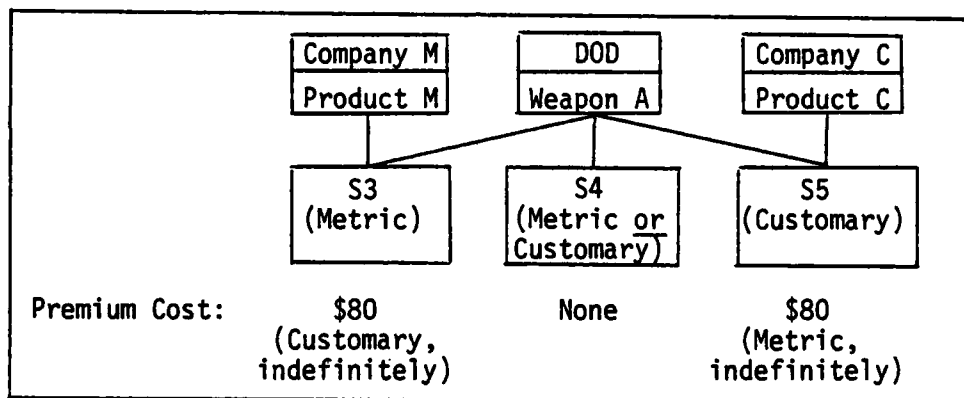 Company M DOD Company C
Product M Weapon A Product C
S3 S4 S5
(Metric) (Metric or (Customary)
Customary)
Premium Cost: $80 None $80
(Customary, (Metric,
indefinitely) indefinitely)